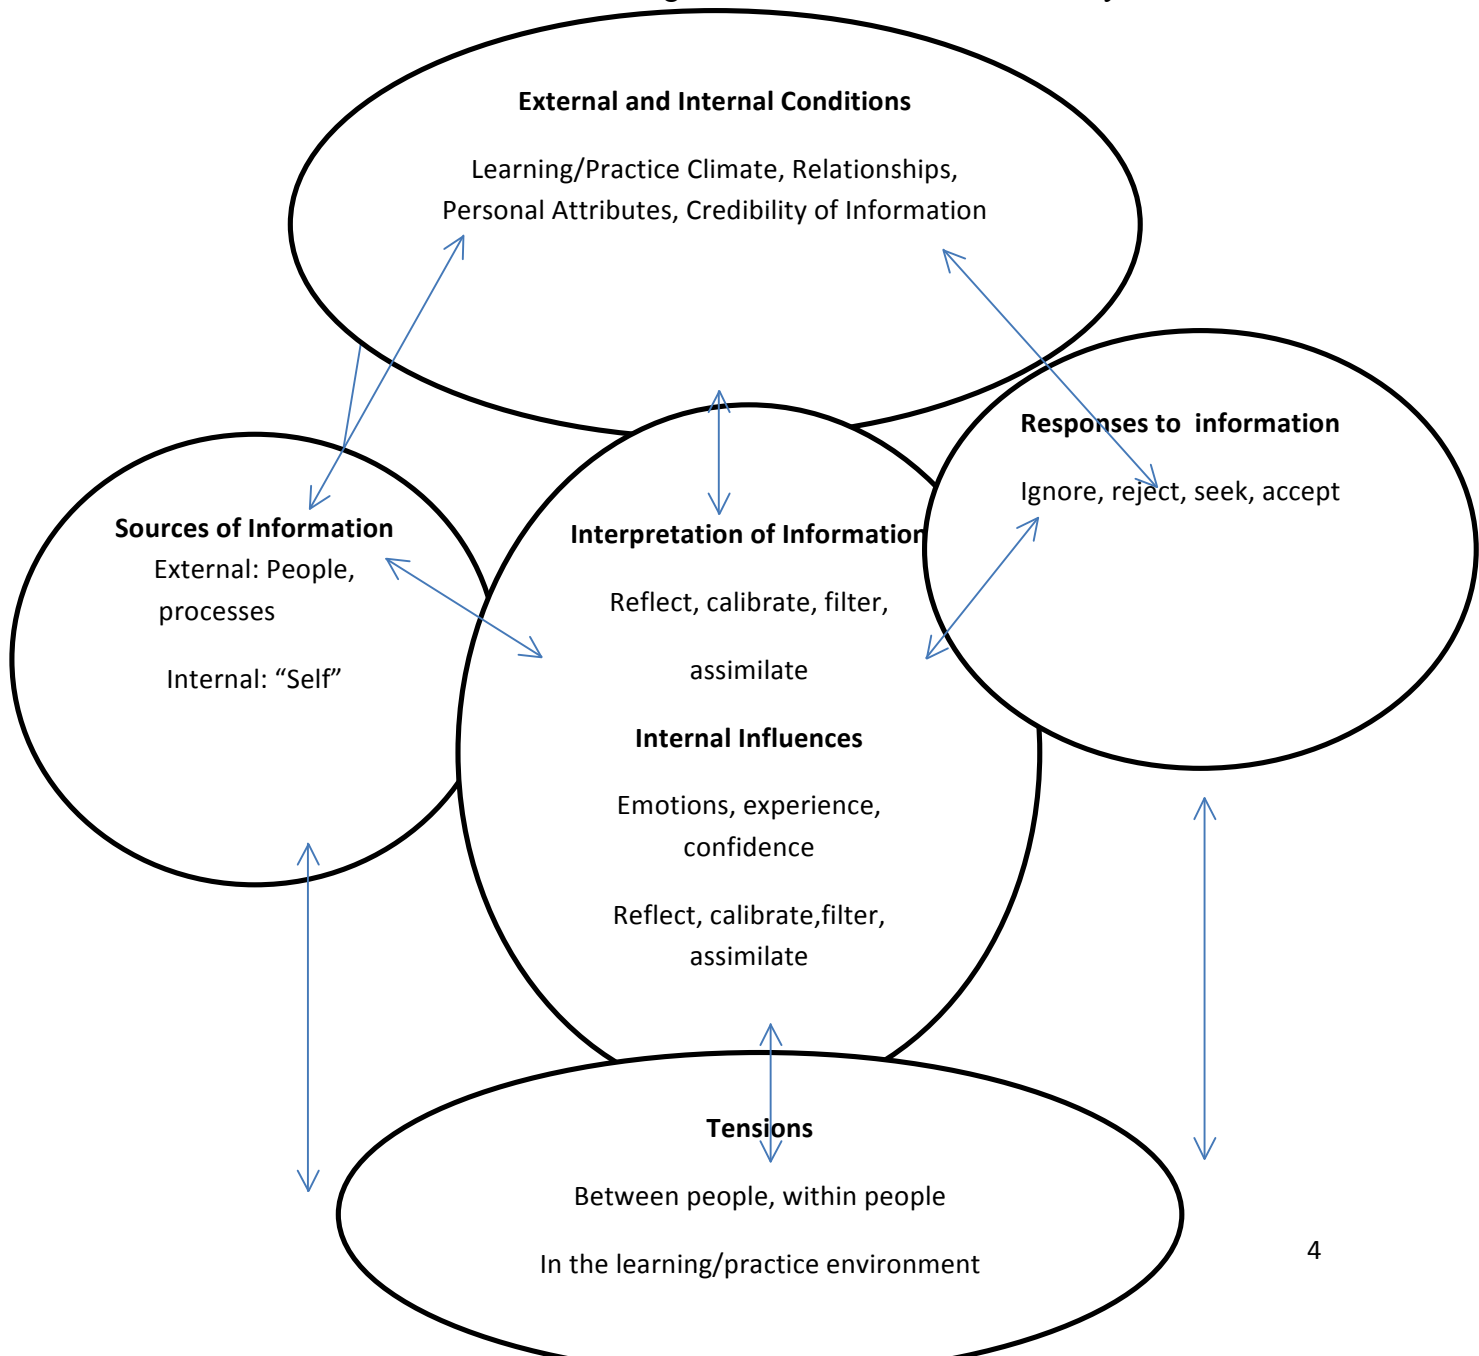 External and Internal Conditions
Learning/Practice Climate, Relationships,
Personal Attributes, Credibility of Information
Responses to  information
Ignore, reject, seek, accept
Sources of Information
External: People,
processes
Internal: “Self”
Interpretation of Information
Reflect, calibrate, filter,
assimilate
Internal Influences
Emotions, experience,
confidence
Reflect, calibrate,filter,
assimilate
Tensions
Between people, within people
In the learning/practice environment
4